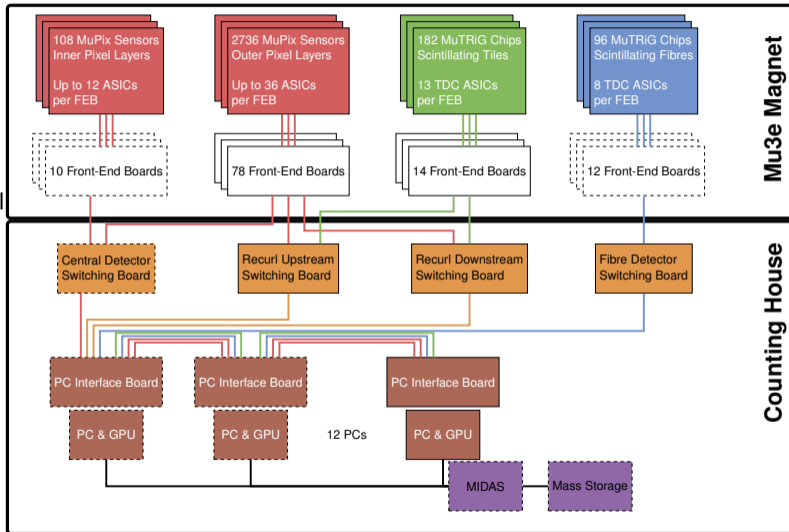 108 MuPix Sensors
Inner Pixel Layers
Up to 12 ASICs
per FEB
2736 MuPix Sensors
Outer Pixel Layers
Up to 36 ASICs
per FEB
182 MuTRiG Chips
Scintillating Tiles
13 TDC ASICs
per FEB
96 MuTRiG Chips
Scintillating Fibres
8 TDC ASICs
per FEB
Mu3e Magnet
10 Front-End Boards
78 Front-End Boards
14 Front-End Boards
12 Front-End Boards
Central Detector
Switching Board
Recurl Upstream
Switching Board
Recurl Downstream
Switching Board
Fibre Detector
Switching Board
Counting House
PC Interface Board
PC Interface Board
PC Interface Board
PC & GPU
PC & GPU
12 PCs
PC & GPU
MIDAS
Mass Storage